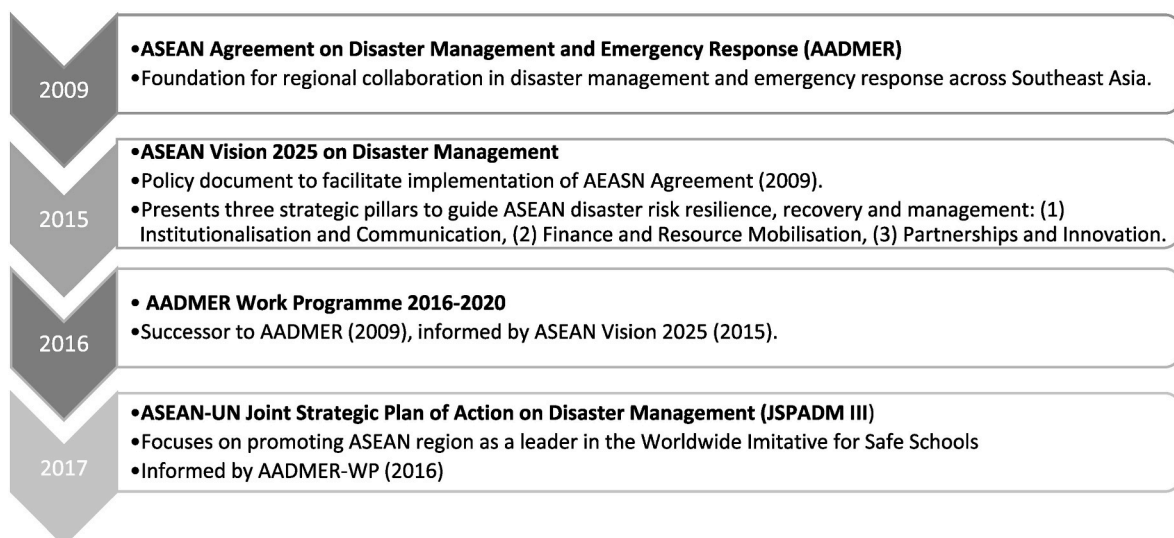 2009
•ASEAN Agreement on Disaster Management and Emergency Response (AADMER)
•Foundation for regional collaboration in disaster management and emergency response across Southeast Asia.
2015
•ASEAN Vision 2025 on Disaster Management
•Policy document to facilitate implementation of AEASN Agreement (2009).
•Presents three strategic pillars to guide ASEAN disaster risk resilience, recovery and management: (1)
Institutionalisation and Communication, (2) Finance and Resource Mobilisation, (3) Partnerships and Innovation.
2016
• AADMER Work Programme 2016-2020
•Successor to AADMER (2009), informed by ASEAN Vision 2025 (2015).
2017
•ASEAN-UN Joint Strategic Plan of Action on Disaster Management (JSPADM III)
•Focuses on promoting ASEAN region as a leader in the Worldwide Imitative for Safe Schools
•Informed by AADMER-WP (2016)